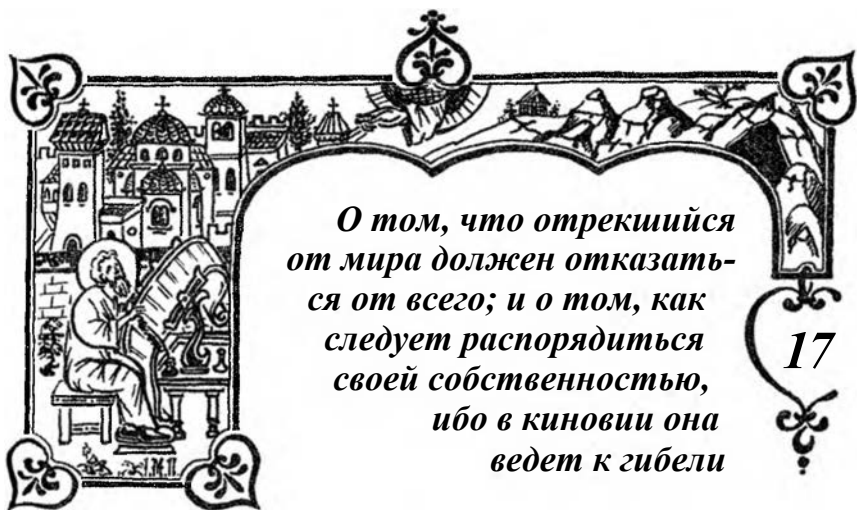 О том, что отрекшийся
от мира должен отказать-
ся от всего; и о том, как
следует распорядиться
своей собственностью,
ибо в киновии она
ведет к гибели
17